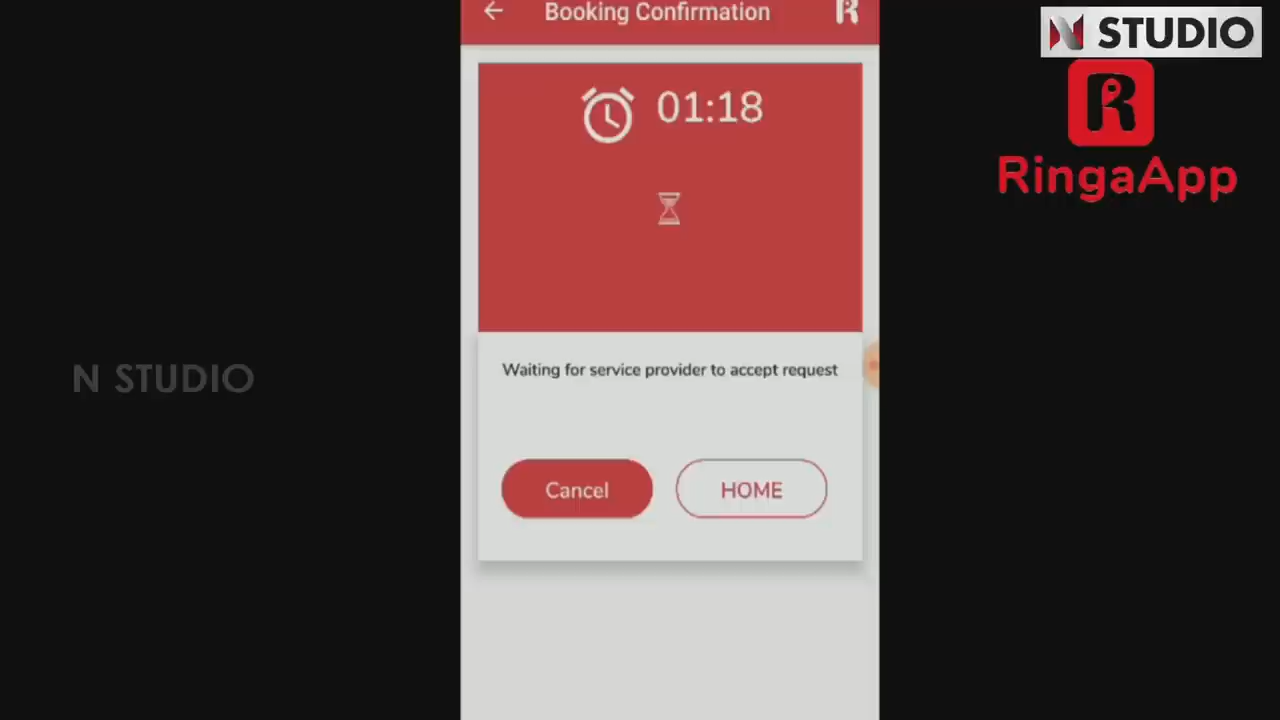 Booking Confirmation
N STUDIO
01:18
RingaApp
Waiting for service provider to accept request
N STUDIO
Cancel
HOME